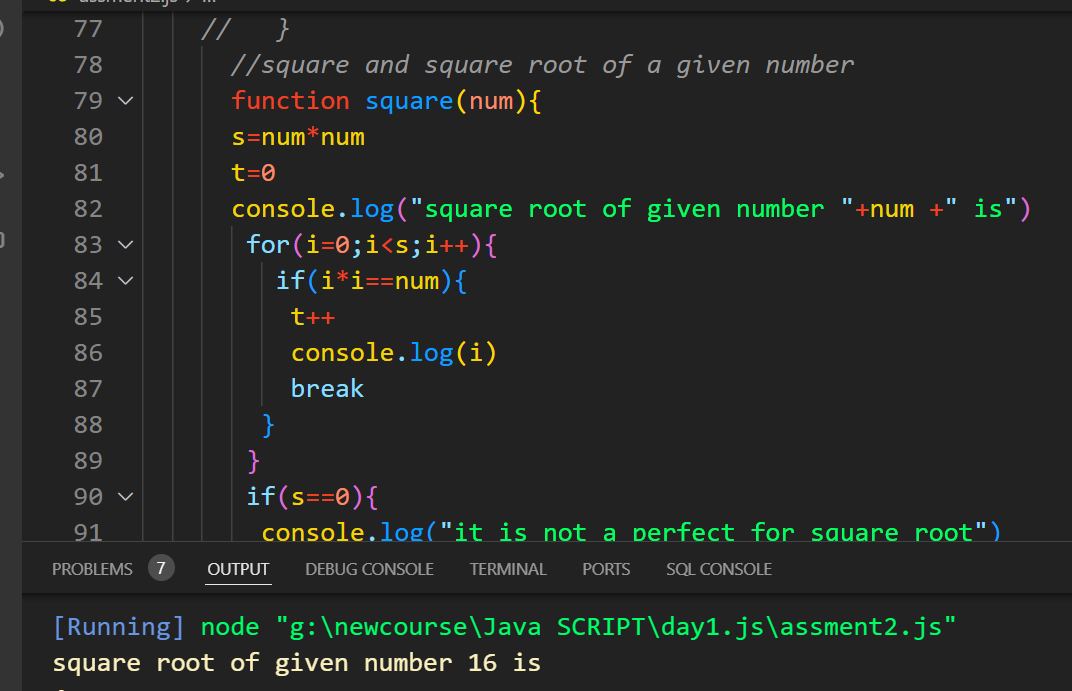 77 // }
78 //square and square root of a given number
79 function square(num){
80 s=num*num
81 t=0
82 console.log("square root of given number "+num +" is")
83 for(i=0;i<s;i++){
84 if(i*i==num){
85 t++
86 console.log(i)
87 break
88 }
89 }
90 if(s==0){
91 console.log("it is not a perfect for square root")
PROBLEMS 7 OUTPUT DEBUG CONSOLE TERMINAL PORTS SQL CONSOLE
[Running] node "g:\newcourse\Java SCRIPT\day1.js\assment2.js"
square root of given number 16 is